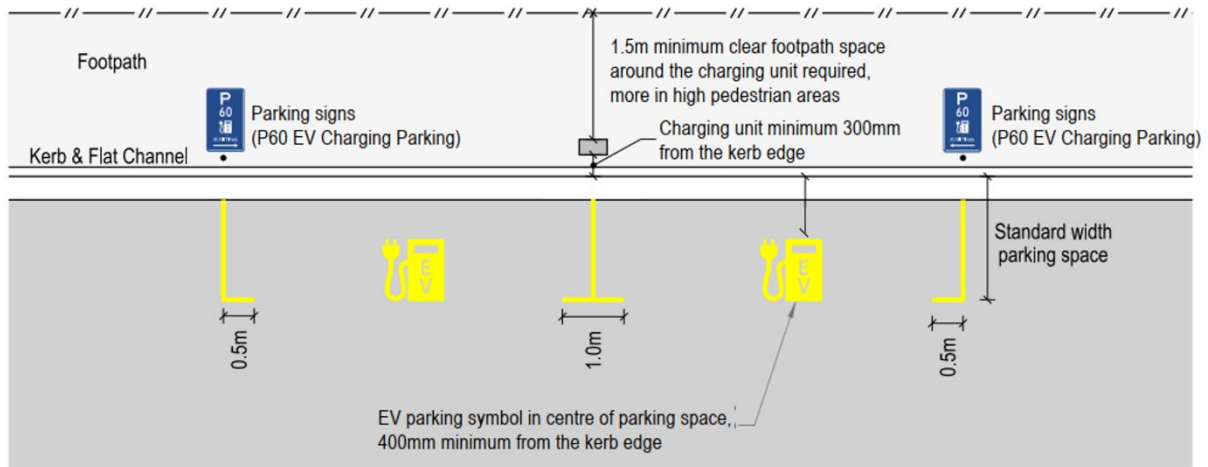 Footpath
1.5m minimum clear footpath space
around the charging unit required,
more in high pedestrian areas
P
60
Parking signs
(P60 EV Charging Parking)
Charging unit minimum 300mm
from the kerb edge
P
60
Parking signs
(P60 EV Charging Parking)
Kerb & Flat Channel
Standard width
parking space
E
V
E
V
0.5m
1.0m
0.5m
EV parking symbol in centre of parking space,
400mm minimum from the kerb edge